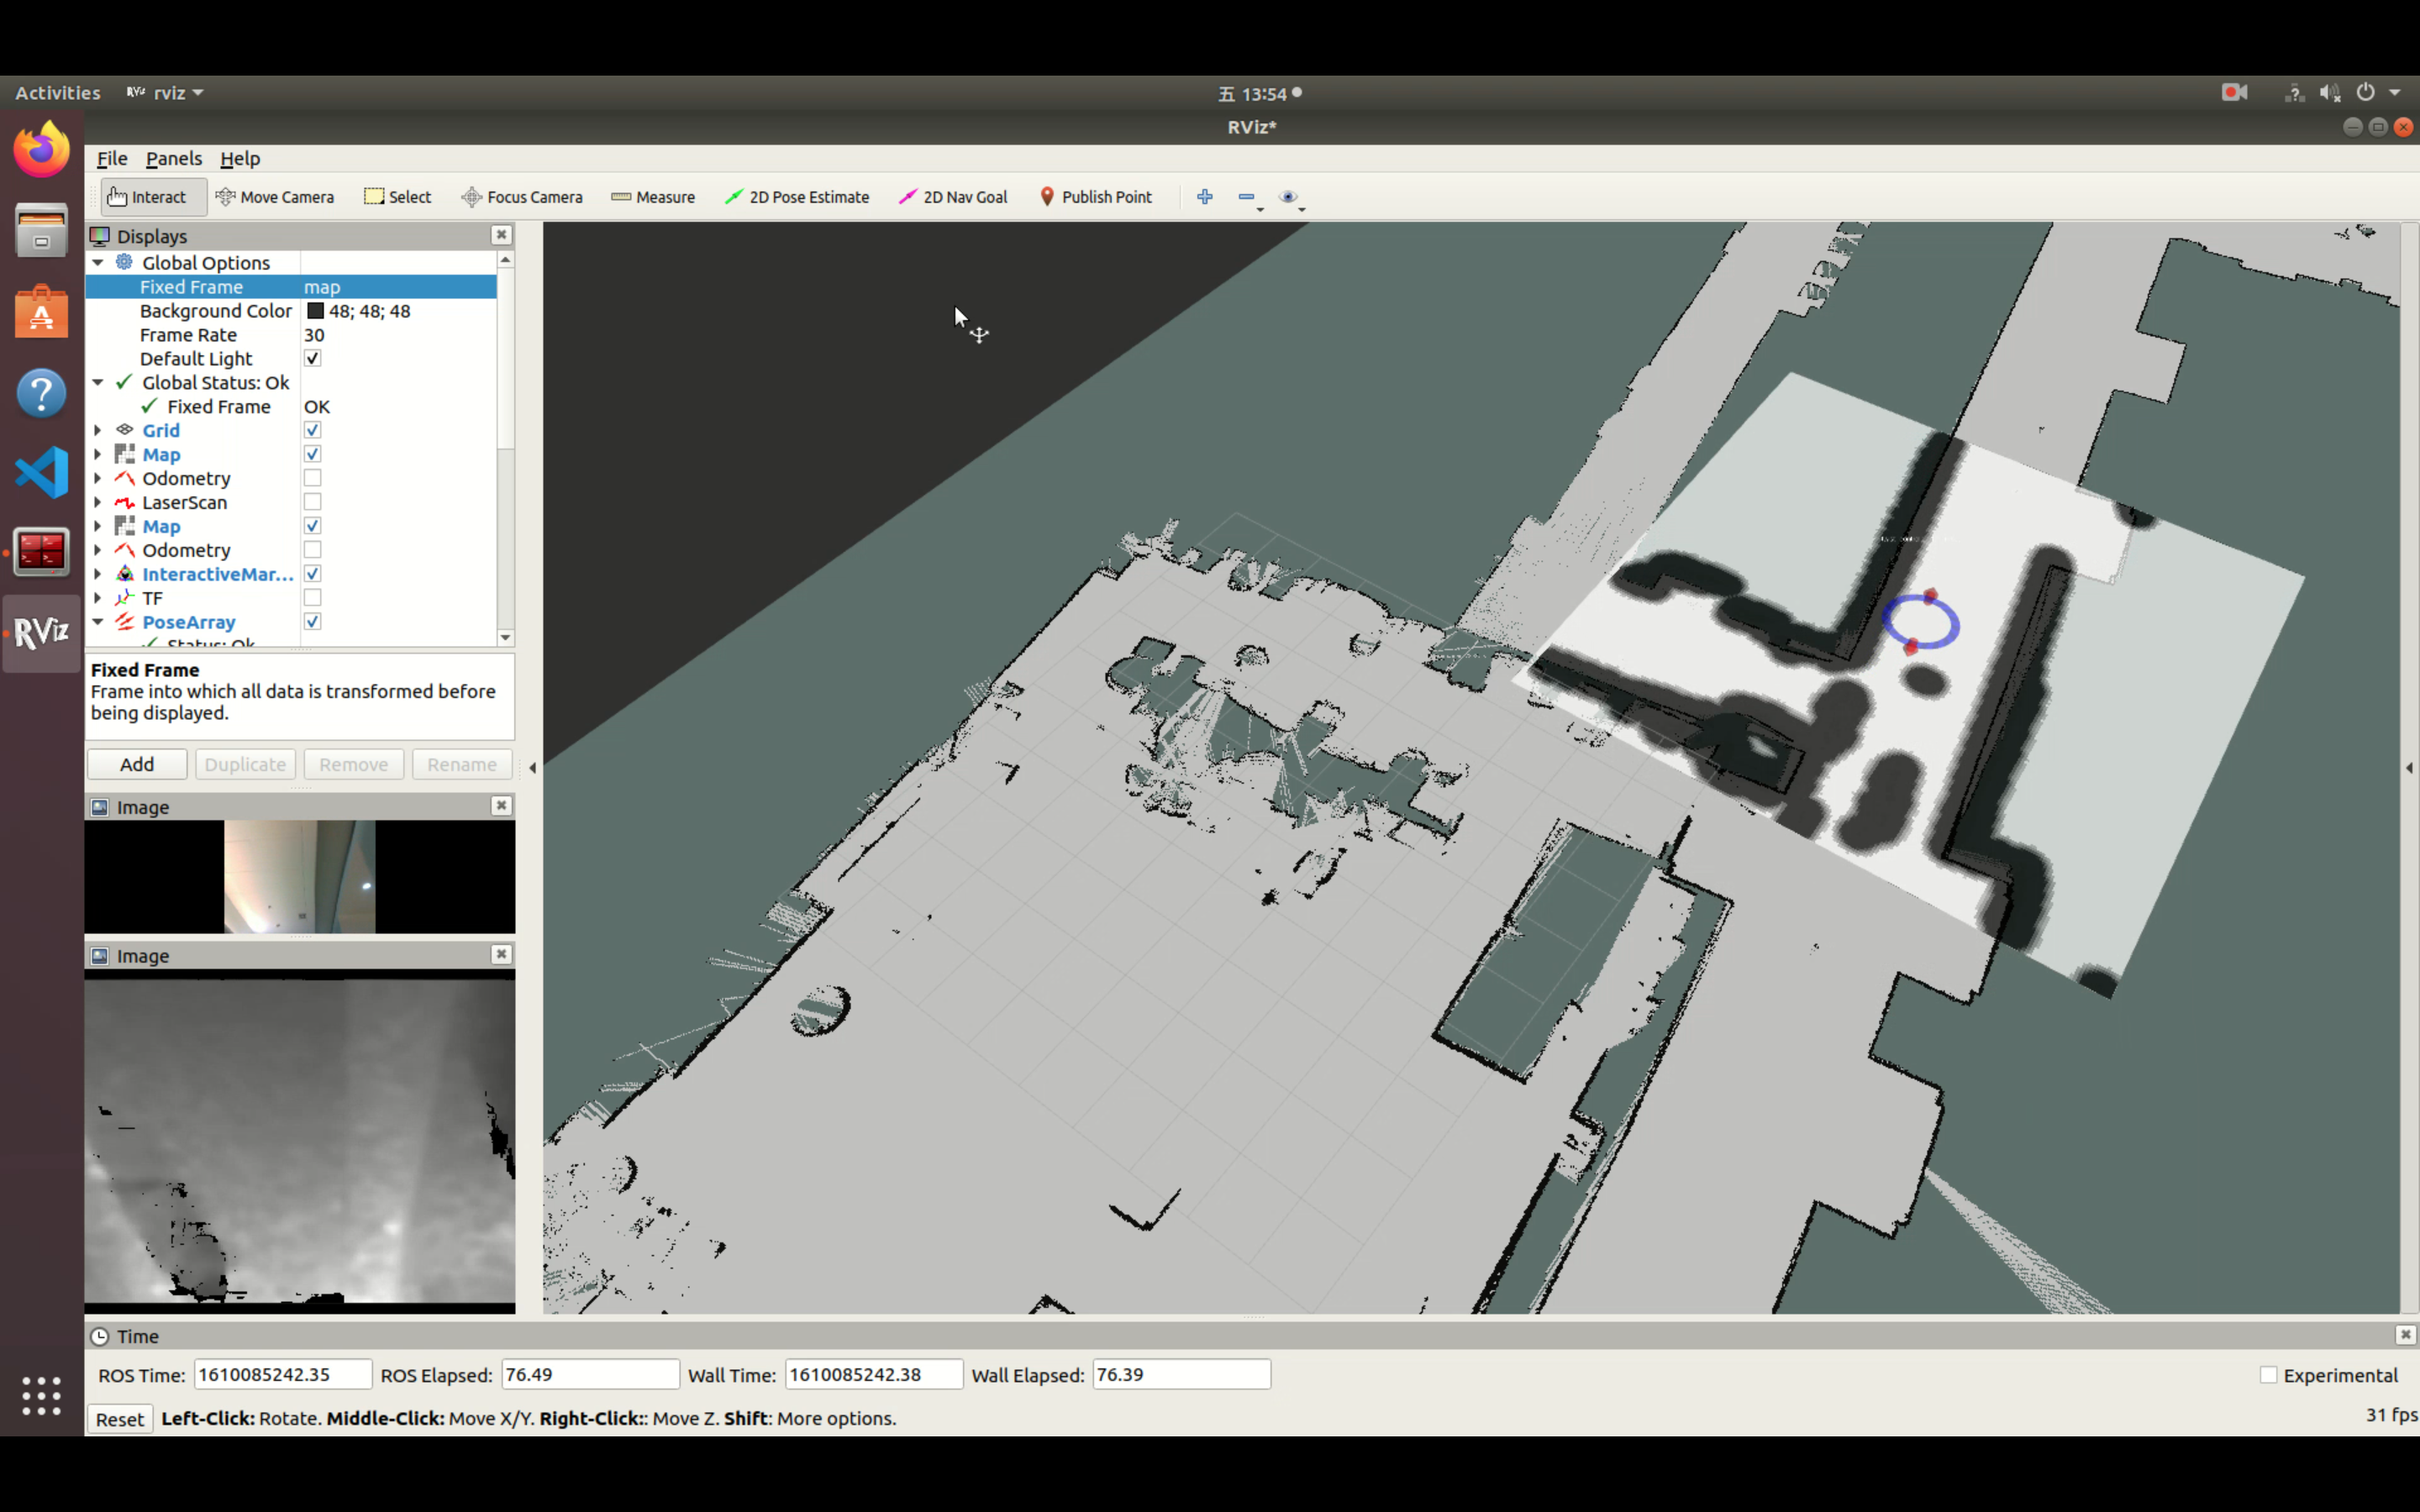 Activities RViz rviz 五 13:54
RViz*
File Panels Help
Interact Move Camera Select Focus Camera Measure 2D Pose Estimate 2D Nav Goal Publish Point
Displays
Global Options
Fixed Frame map
Background Color 48; 48; 48
Frame Rate 30
Default Light
Global Status: Ok
Fixed Frame OK
Grid
Map
Odometry
LaserScan
Map
Odometry
InteractiveMar...
TF
PoseArray
Status: Ok
RViz
Fixed Frame
Frame into which all data is transformed before
being displayed.
Add Duplicate Remove Rename
Image
Image
Time
ROS Time: 1610085242.35 ROS Elapsed: 76.49 Wall Time: 1610085242.38 Wall Elapsed: 76.39 Experimental
Reset Left-Click: Rotate. Middle-Click: Move X/Y. Right-Click:: Move Z. Shift: More options. 31 fps